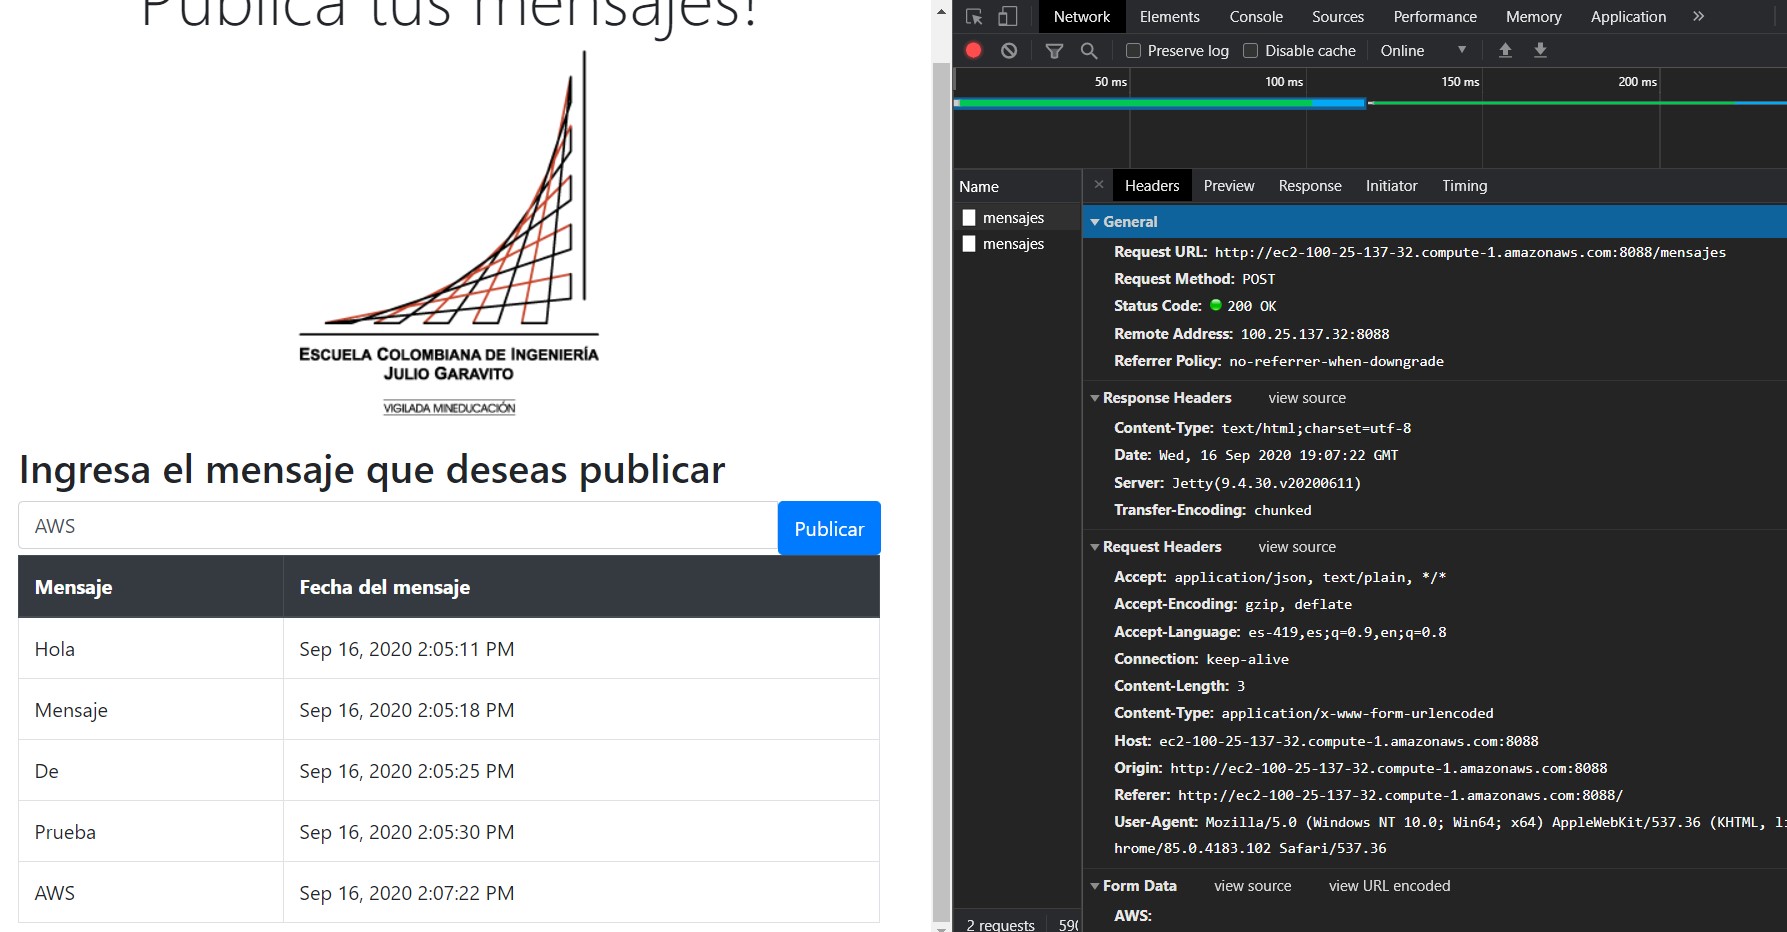 Publica tus mensajes!
ESCUELA COLOMBIANA DE INGENIERÍA
JULIO GARAVITO
VIGILADA MINEDUCACIÓN
Ingresa el mensaje que deseas publicar
AWS
Publicar
Mensaje Fecha del mensaje
Hola Sep 16, 2020 2:05:11 PM
Mensaje Sep 16, 2020 2:05:18 PM
De Sep 16, 2020 2:05:25 PM
Prueba Sep 16, 2020 2:05:30 PM
AWS Sep 16, 2020 2:07:22 PM
Network Elements Console Sources Performance Memory Application »
Preserve log Disable cache Online
50 ms 100 ms 150 ms 200 ms
Name
mensajes
mensajes
2 requests 590
× Headers Preview Response Initiator Timing
General
Request URL: http://ec2-100-25-137-32.compute-1.amazonaws.com:8088/mensajes
Request Method: POST
Status Code: 200 OK
Remote Address: 100.25.137.32:8088
Referrer Policy: no-referrer-when-downgrade
Response Headers view source
Content-Type: text/html;charset=utf-8
Date: Wed, 16 Sep 2020 19:07:22 GMT
Server: Jetty(9.4.30.v20200611)
Transfer-Encoding: chunked
Request Headers view source
Accept: application/json, text/plain, */*
Accept-Encoding: gzip, deflate
Accept-Language: es-419,es;q=0.9,en;q=0.8
Connection: keep-alive
Content-Length: 3
Content-Type: application/x-www-form-urlencoded
Host: ec2-100-25-137-32.compute-1.amazonaws.com:8088
Origin: http://ec2-100-25-137-32.compute-1.amazonaws.com:8088
Referer: http://ec2-100-25-137-32.compute-1.amazonaws.com:8088/
User-Agent: Mozilla/5.0 (Windows NT 10.0; Win64; x64) AppleWebKit/537.36 (KHTML, li
hrome/85.0.4183.102 Safari/537.36
Form Data view source view URL encoded
AWS: